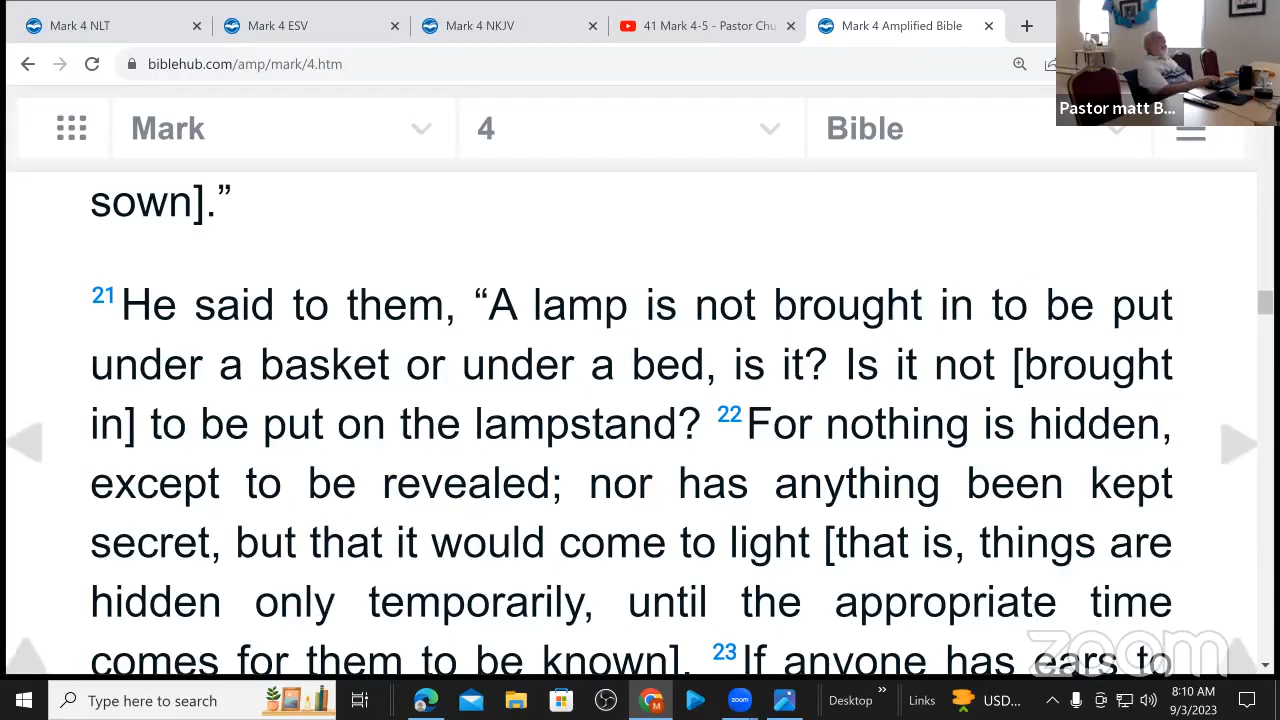 Mark 4 NLT
Mark 4 ESV
Mark 4 NKJV
41 Mark 4-5 - Pastor Chu
Mark 4 Amplified Bible
biblehub.com/amp/mark/4.htm
Pastor matt B...
Mark
4
Bible
sown].”
21 He said to them, “A lamp is not brought in to be put
under a basket or under a bed, is it? Is it not [brought
in] to be put on the lampstand? 22 For nothing is hidden,
except to be revealed; nor has anything been kept
secret, but that it would come to light [that is, things are
hidden only temporarily, until the appropriate time
comes for them to be known]. 23 If anyone has ears to
zoom
Type here to search
Desktop
Links
USD...
8:10 AM
9/3/2023